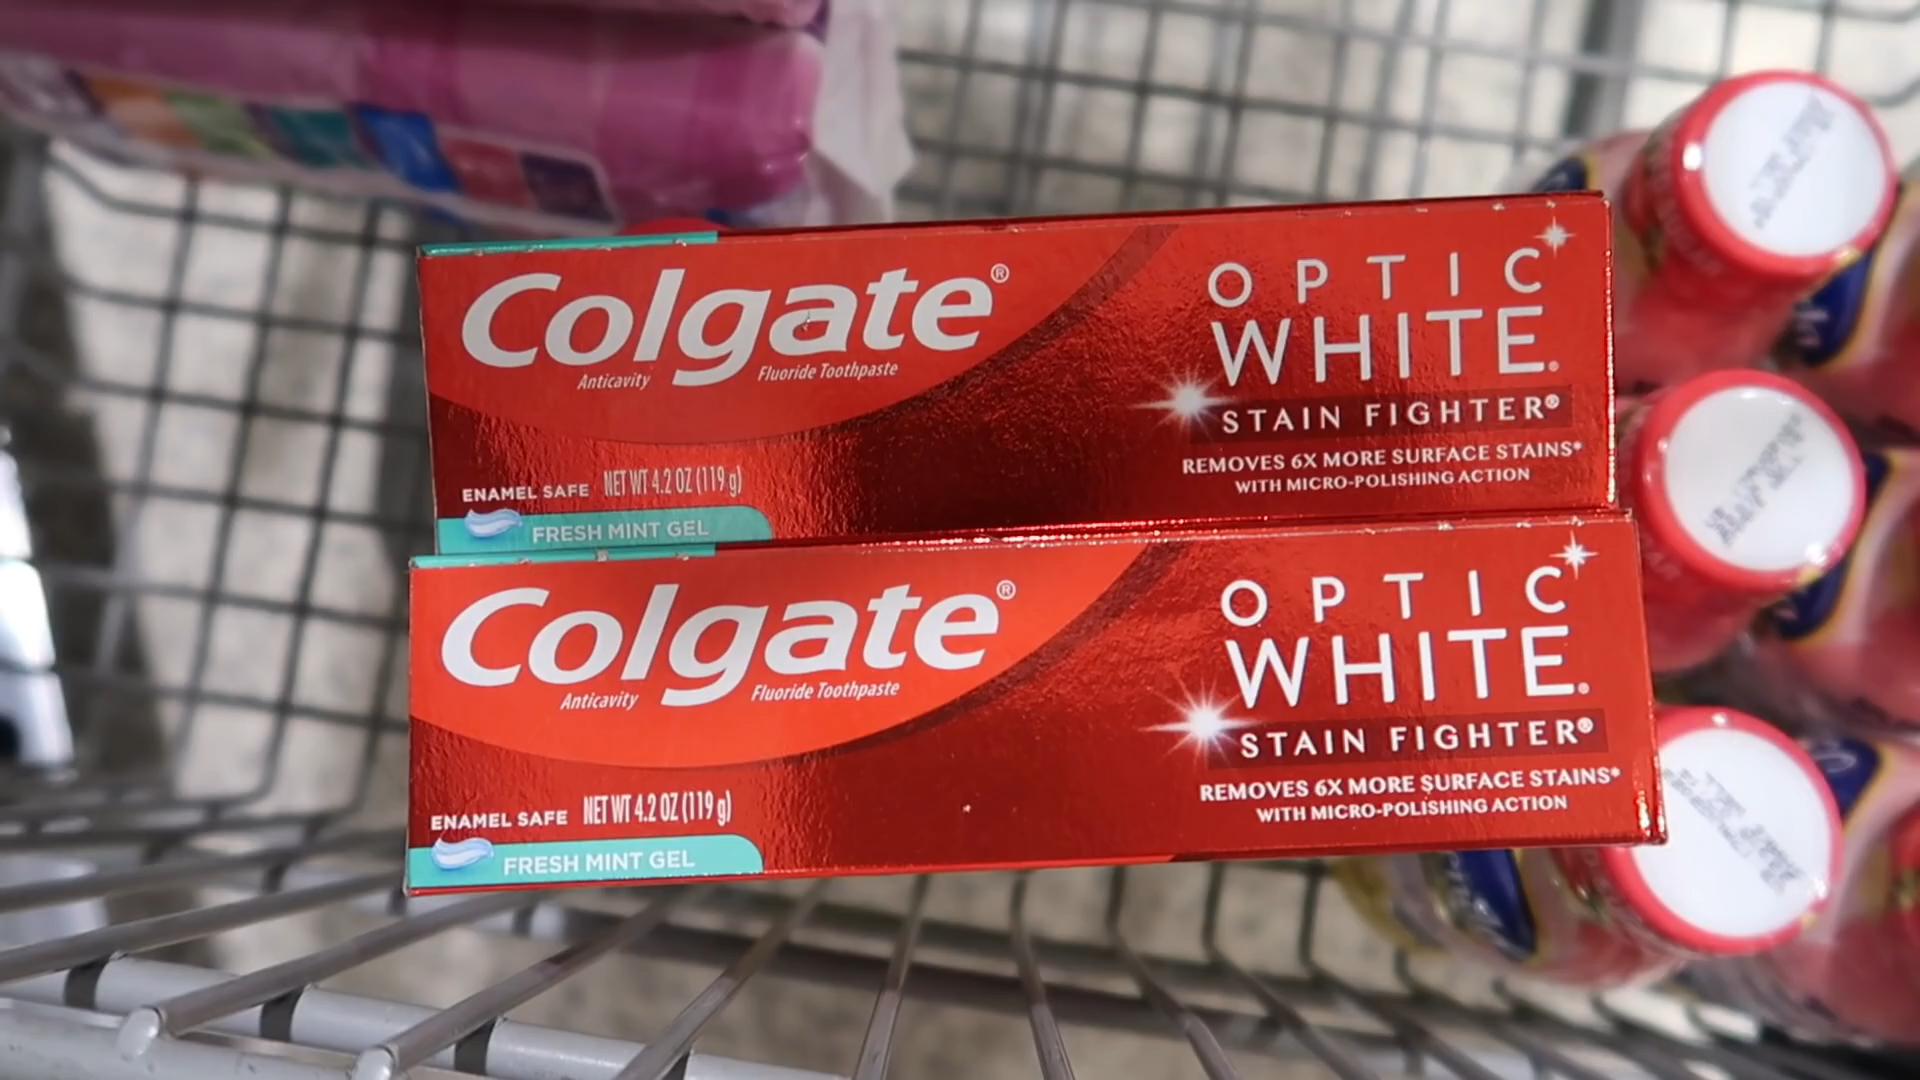 Colgate®
Anticavity Fluoride Toothpaste
OPTIC
WHITE®
STAIN FIGHTER®
REMOVES 6X MORE SURFACE STAINS*
WITH MICRO-POLISHING ACTION
ENAMEL SAFE NET WT 4.2 OZ (119 g)
FRESH MINT GEL
Colgate®
Anticavity Fluoride Toothpaste
OPTIC
WHITE®
STAIN FIGHTER®
REMOVES 6X MORE SURFACE STAINS*
WITH MICRO-POLISHING ACTION
ENAMEL SAFE NET WT 4.2 OZ (119 g)
FRESH MINT GEL